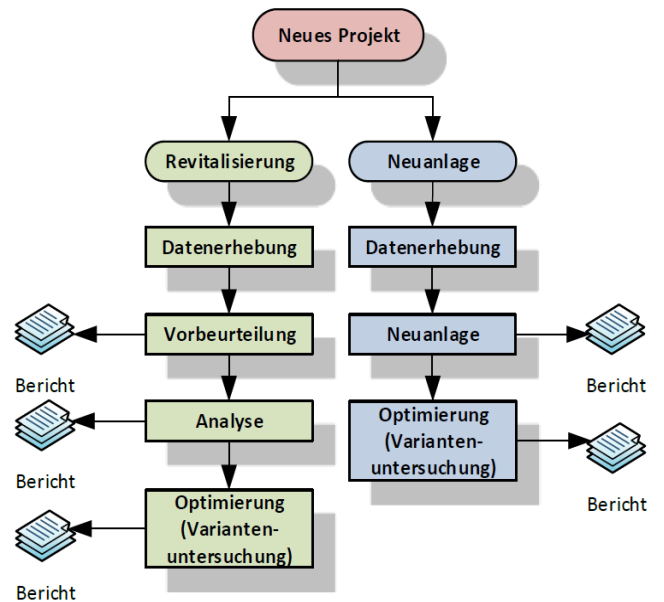 Neues Projekt
Revitalisierung
Neuanlage
Datenerhebung
Datenerhebung
Vorbeurteilung
Neuanlage
Bericht
Bericht
Analyse
Optimierung
(Varianten-
untersuchung)
Bericht
Bericht
Optimierung
(Varianten-
untersuchung)
Bericht